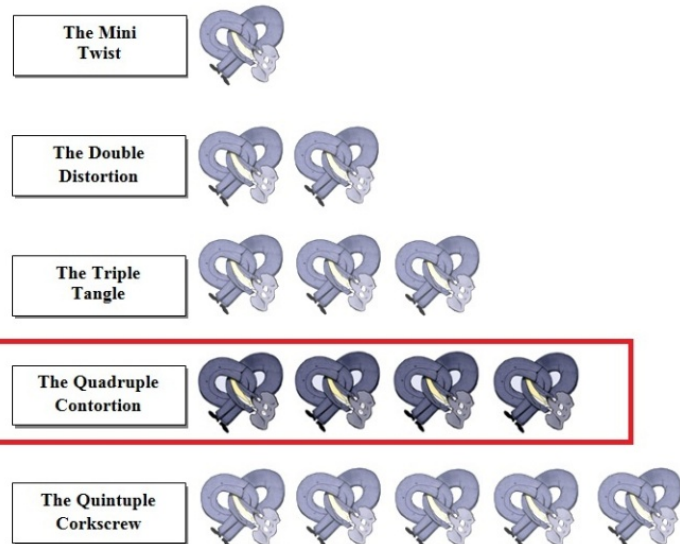 The Mini
Twist
The Double
Distortion
The Triple
Tangle
The Quadruple
Contortion
The Quintuple
Corkscrew